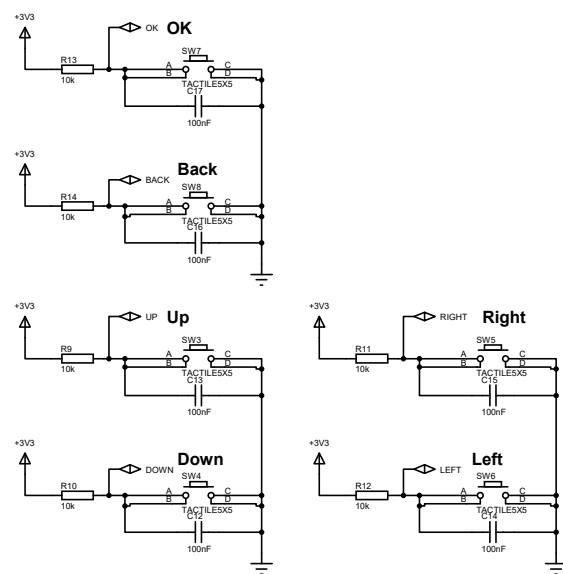 +3V3
OK OK
R13
10k
SW7
A C
B D
TACTILE5X5
C17
100nF
+3V3
Back
BACK
R14
10k
SW8
A C
B D
TACTILE5X5
C16
100nF
+3V3
UP Up
R9
10k
SW3
A C
B D
TACTILE5X5
C13
100nF
+3V3
RIGHT Right
R11
10k
SW5
A C
B D
TACTILE5X5
C15
100nF
+3V3
Down
DOWN
R10
10k
SW4
A C
B D
TACTILE5X5
C12
100nF
+3V3
Left
LEFT
R12
10k
SW6
A C
B D
TACTILE5X5
C14
100nF